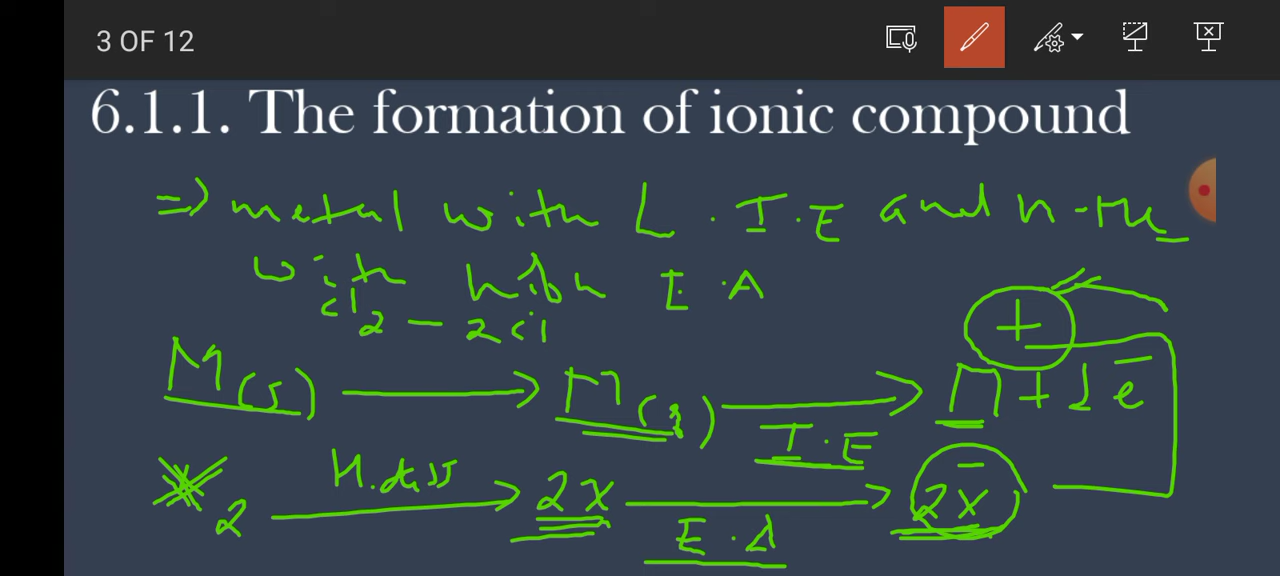 3 OF 12
6.1.1. The formation of ionic compound
=> metal with L . I . E and n - m
with high E . A
cl2 - 2cl
M(s) → M(g) → I . E M+ + 1e-
X2 H.diss → 2X → E . A 2X-